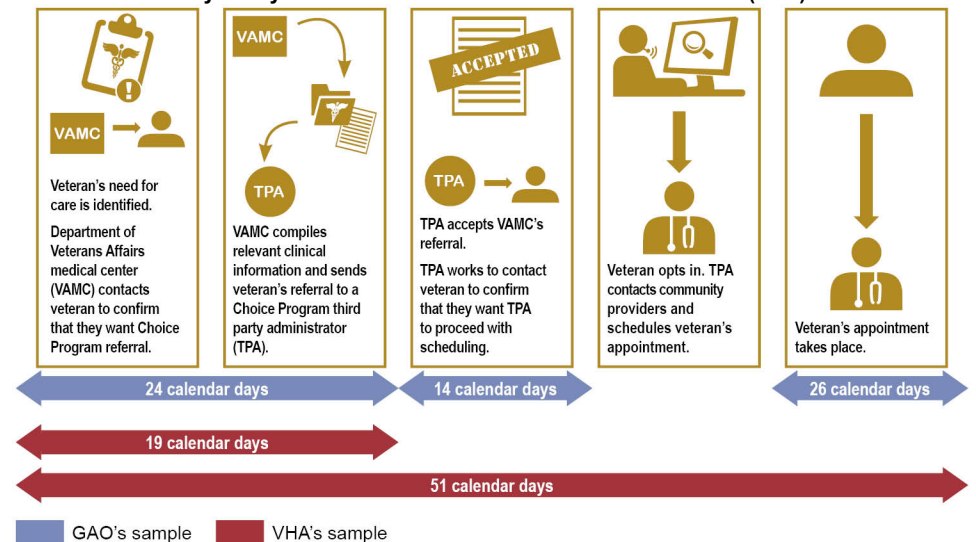 VAMC
Veteran's need for
care is identified.
Department of
Veterans Affairs
medical center
(VAMC) contacts
veteran to confirm
that they want Choice
Program referral.
VAMC
TPA
VAMC compiles
relevant clinical
information and sends
veteran's referral to a
Choice Program third
party administrator
(TPA).
ACCEPTED
TPA
TPA accepts VAMC's
referral.
TPA works to contact
veteran to confirm
that they want TPA
to proceed with
scheduling.
Veteran opts in. TPA
contacts community
providers and
schedules veteran's
appointment.
Veteran's appointment
takes place.
24 calendar days
14 calendar days
26 calendar days
19 calendar days
51 calendar days
GAO's sample
VHA's sample